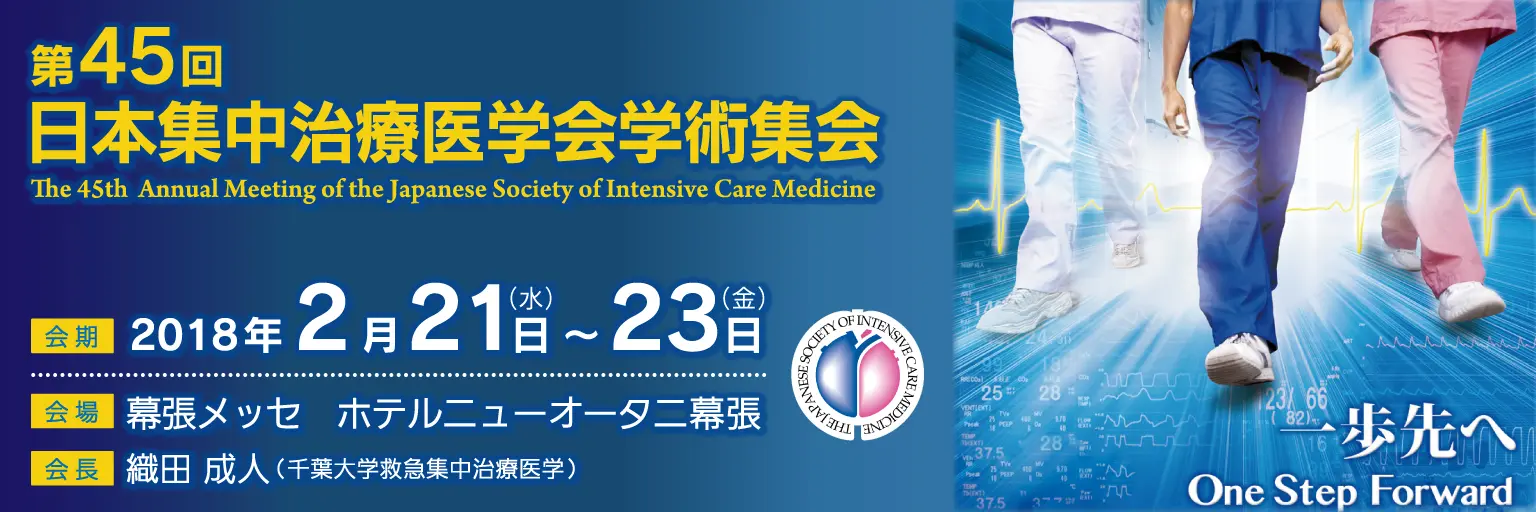 第45回
日本集中治療医学会学術集会
The 45th Annual Meeting of the Japanese Society of Intensive Care Medicine
会期 2018年2月21日(水)～23日(金)
会場 幕張メッセ ホテルニューオータニ幕張
会長 織田 成人(千葉大学救急集中治療医学)
THE JAPANESE SOCIETY OF INTENSIVE CARE MEDICINE
一歩先へ
One Step Forward